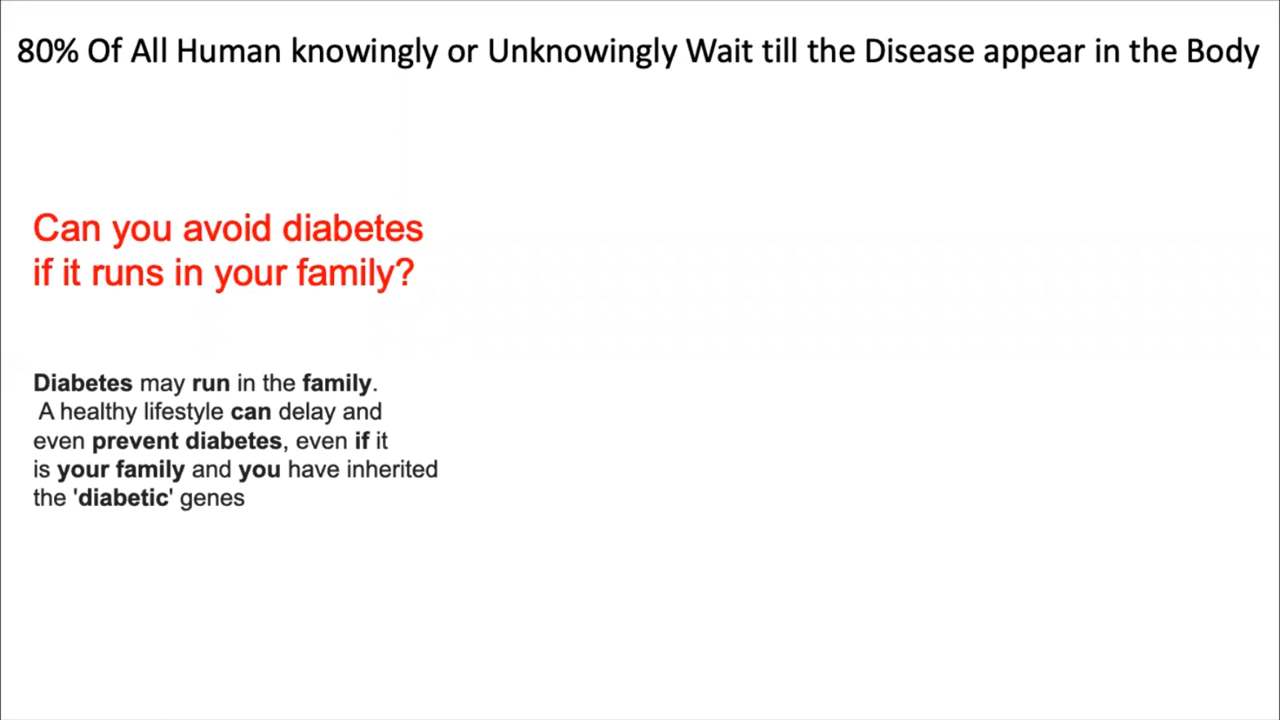 80% Of All Human knowingly or Unknowingly Wait till the Disease appear in the Body
Can you avoid diabetes
if it runs in your family?
Diabetes may run in the family.
A healthy lifestyle can delay and
even prevent diabetes, even if it
is your family and you have inherited
the 'diabetic' genes